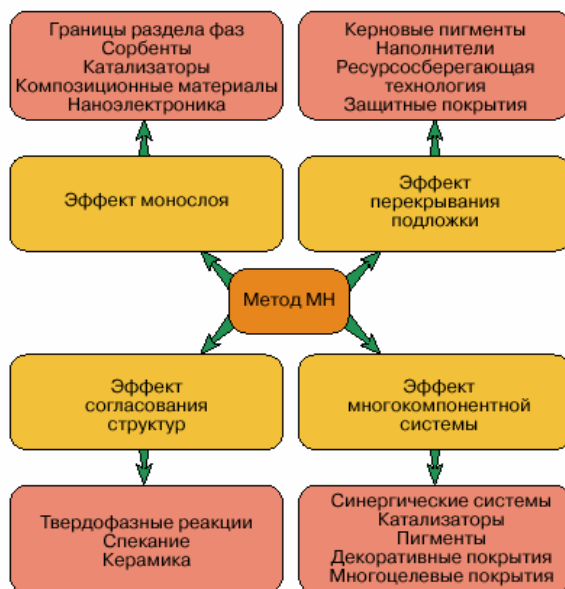 Границы раздела фаз
Сорбенты
Катализаторы
Композиционные материалы
Наноэлектроника
Керновые пигменты
Наполнители
Ресурсосберегающая
технология
Защитные покрытия
Эффект монослоя
Эффект
перекрывания
подложки
Метод МН
Эффект
согласования
структур
Эффект
многокомпонентной
системы
Твердофазные реакции
Спекание
Керамика
Синергические системы
Катализаторы
Пигменты
Декоративные покрытия
Многоцелевые покрытия